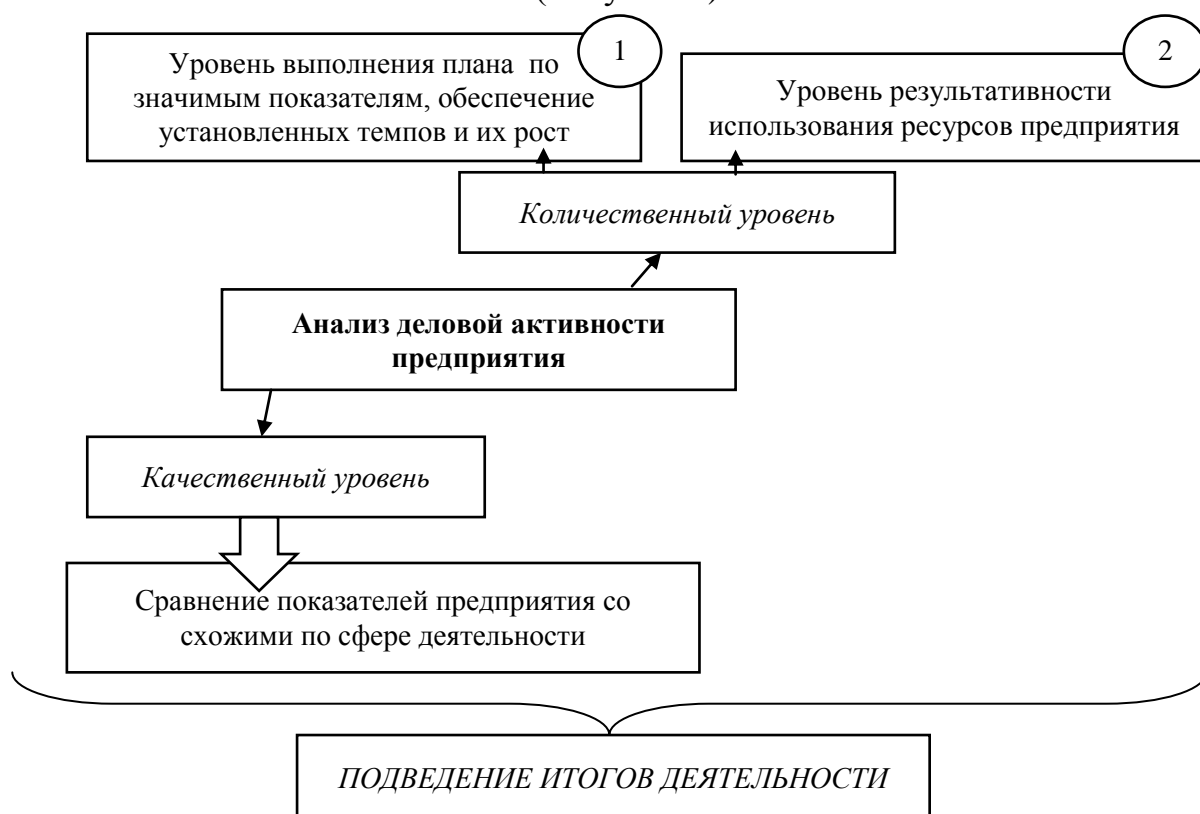 1
Уровень выполнения плана по
значимым показателям, обеспечение
установленных темпов и их рост
2
Уровень результативности
использования ресурсов предприятия
Количественный уровень
Анализ деловой активности
предприятия
Качественный уровень
Сравнение показателей предприятия со
схожими по сфере деятельности
ПОДВЕДЕНИЕ ИТОГОВ ДЕЯТЕЛЬНОСТИ